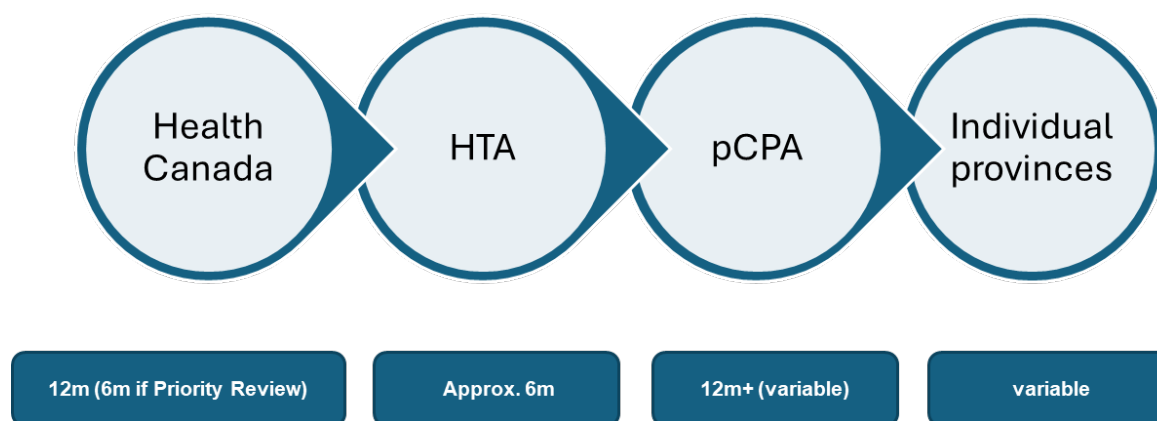 Health
Canada
HTA
pCPA
Individual
provinces
12m (6m if Priority Review)
Approx. 6m
12m+ (variable)
variable